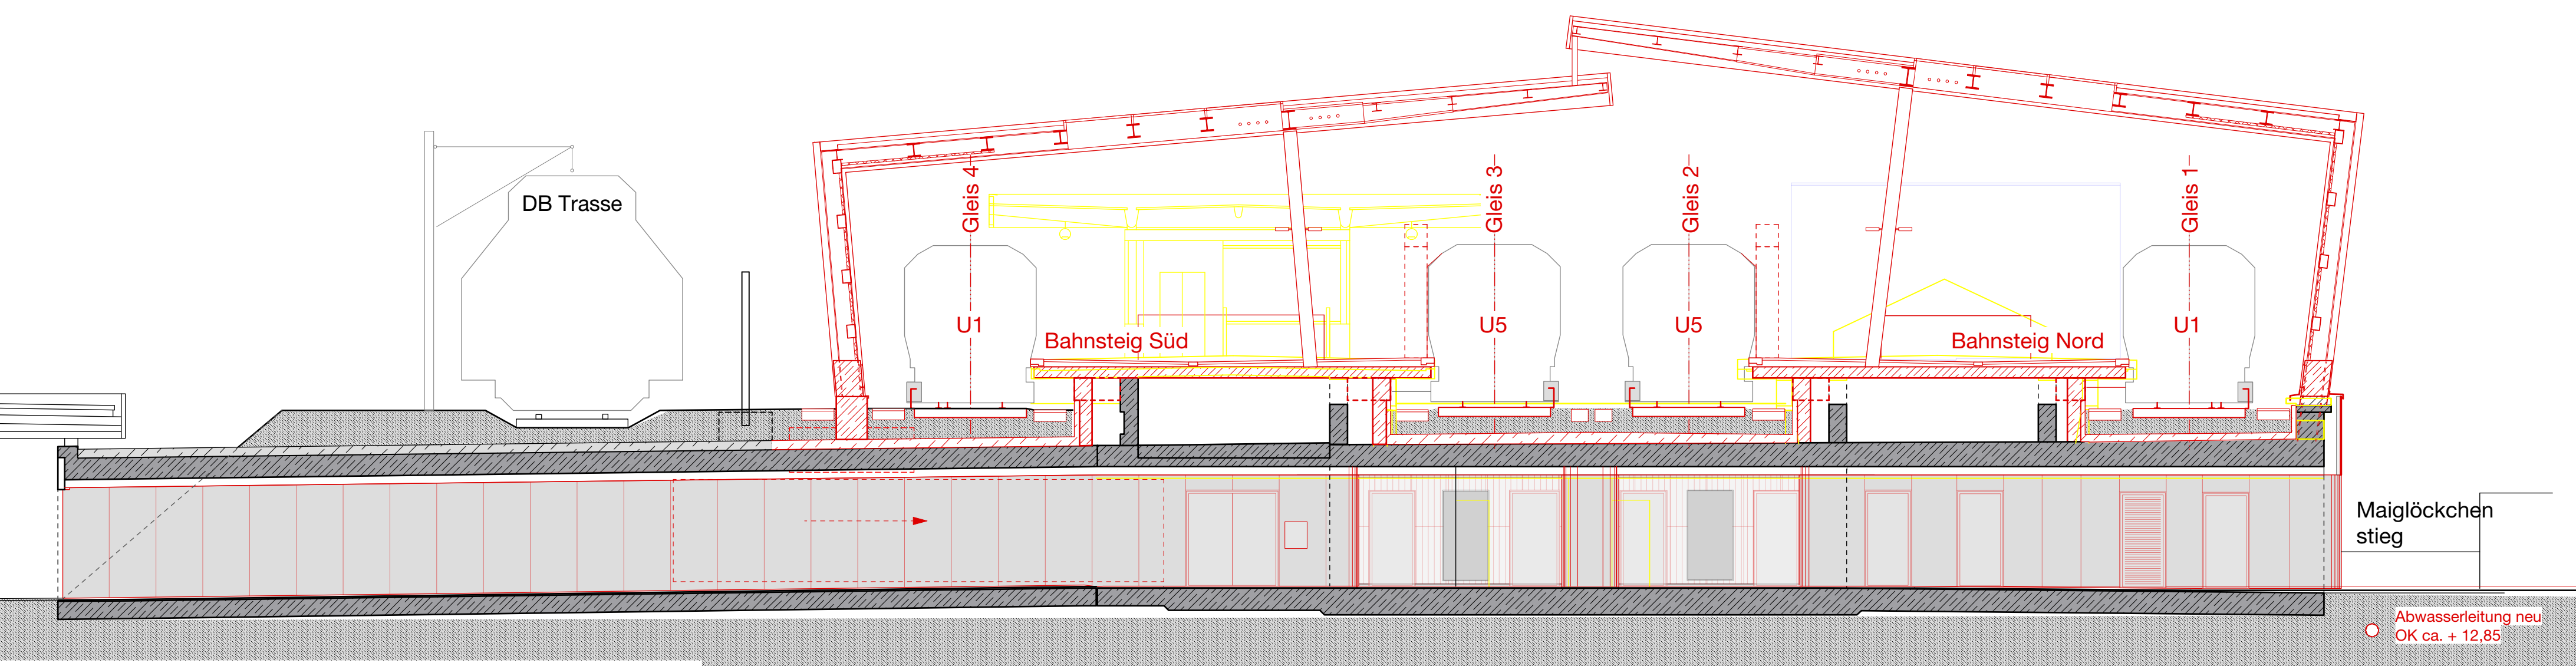 DB Trasse
Gleis 4
Gleis 3
Gleis 2
Gleis 1
U1
U5
U5
U1
Bahnsteig Süd
Bahnsteig Nord
Maiglöckchen
stieg
Abwasserleitung neu
OK ca. + 12,85